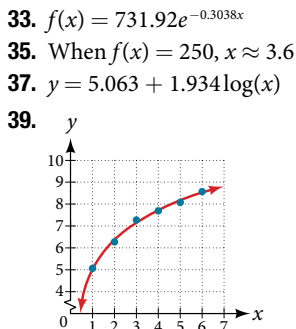 33. f(x) = 731.92e^−0.3038x
35. When f(x) = 250, x ≈ 3.6
37. y = 5.063 + 1.934 log(x)
39.
y
10
9
8
7
6
5
4
0 1 2 3 4 5 6 7 x